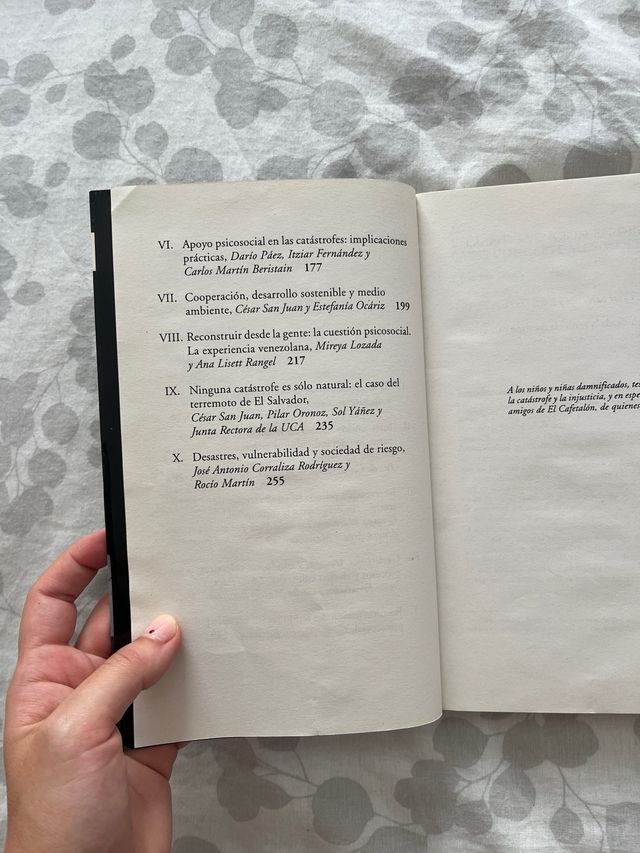 VI. Apoyo psicosocial en las catástrofes: implicaciones
prácticas, Darío Páez, Itziar Fernández y
Carlos Martín Beristain 177
VII. Cooperación, desarrollo sostenible y medio
ambiente, César San Juan y Estefanía Ocáriz 199
VIII. Reconstruir desde la gente: la cuestión psicosocial.
La experiencia venezolana, Mireya Lozada
y Ana Lisett Rangel 217
IX. Ninguna catástrofe es sólo natural: el caso del
terremoto de El Salvador,
César San Juan, Pilar Oronoz, Sol Yáñez y
Junta Rectora de la UCA 235
X. Desastres, vulnerabilidad y sociedad de riesgo,
José Antonio Corraliza Rodríguez y
Rocío Martín 255
A los niños y niñas damnificados, tes
la catástrofe y la injusticia, y en espe
amigos de El Cafetalón, de quienes